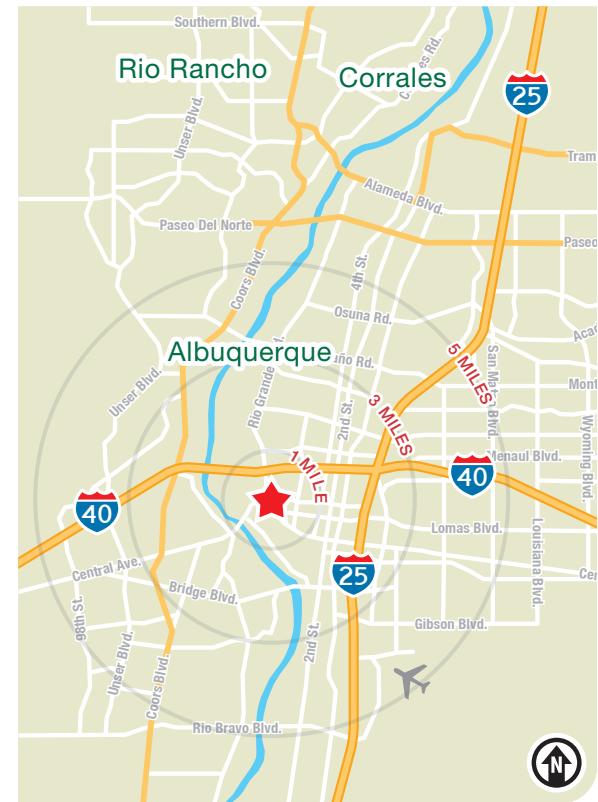 Southern Blvd.
Rio Rancho
Corrales
25
Unser Blvd.
Tram
Alameda Blvd.
Paseo Del Norte
Paseo
Coors Blvd.
4th St.
Osuna Rd.
Albuquerque
ño Rd.
5 MILES
San Mateo Blvd.
Unser Blvd.
Rio Grande
2nd St.
3 MILES
Mont
Wyoming Blvd.
1 MILE
Menaul Blvd.
40
40
Lomas Blvd.
Louisiana Blvd.
Central Ave.
25
Cen
Bridge Blvd.
98th St.
Gibson Blvd.
Unser Blvd.
2nd St.
Coors Blvd.
Rio Bravo Blvd.
N